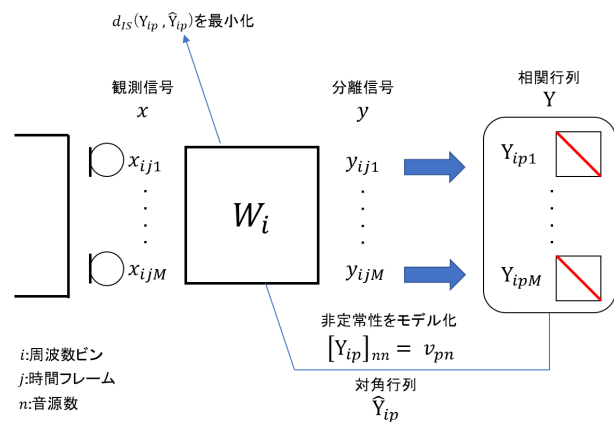 d_IS(Y_ip , Ŷ_ip)を最小化
観測信号
x
分離信号
y
相関行列
Y
x_ij1
y_ij1
Y_ip1
W_i
x_ijM
y_ijM
Y_ipM
非定常性をモデル化
[Y_ip]_nn = v_pn
対角行列
Ŷ_ip
i:周波数ビン
j:時間フレーム
n:音源数